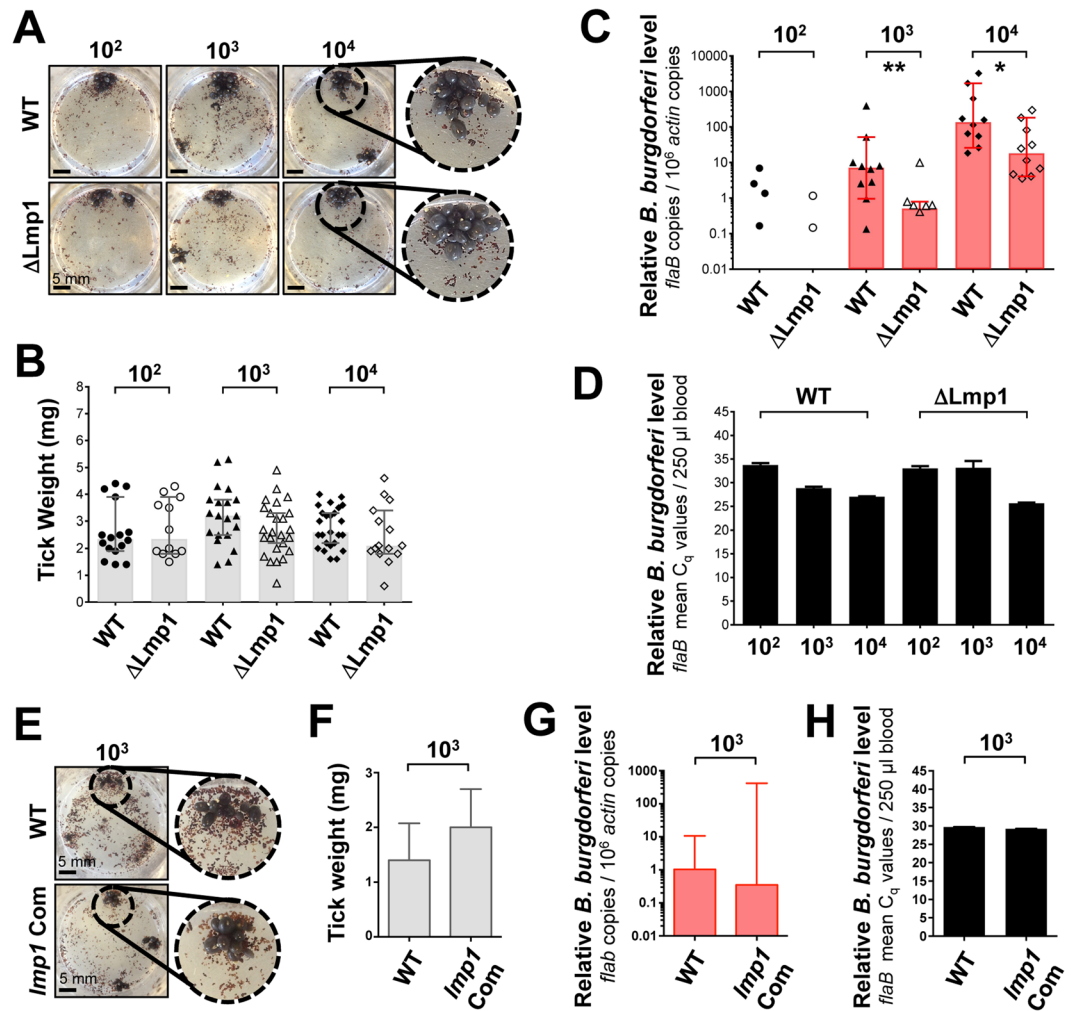 A
10²
10³
10⁴
WT
ΔLmp1
5 mm
B
Tick Weight (mg)
10²
10³
10⁴
8
7
6
5
4
3
2
1
0
WT
ΔLmp1
WT
ΔLmp1
WT
ΔLmp1
C
Relative B. burgdorferi level
flaB copies / 10⁶ actin copies
10²
10³
10⁴
**
*
10000
1000
100
10
1
0.1
0.01
WT
ΔLmp1
WT
ΔLmp1
WT
ΔLmp1
D
Relative B. burgdorferi level
flaB mean Cq values / 250 µl blood
WT
ΔLmp1
45
40
35
30
25
20
15
10
5
0
10²
10³
10⁴
10²
10³
10⁴
E
10³
WT
5 mm
lmp1 Com
5 mm
F
Tick weight (mg)
10³
3
2
1
0
WT
lmp1
Com
G
Relative B. burgdorferi level
flab copies / 10⁶ actin copies
10³
1000
100
10
1
0.1
0.01
WT
lmp1
Com
H
Relative B. burgdorferi level
flaB mean Cq values / 250 µl blood
10³
45
40
35
30
25
20
15
10
5
0
WT
lmp1
Com